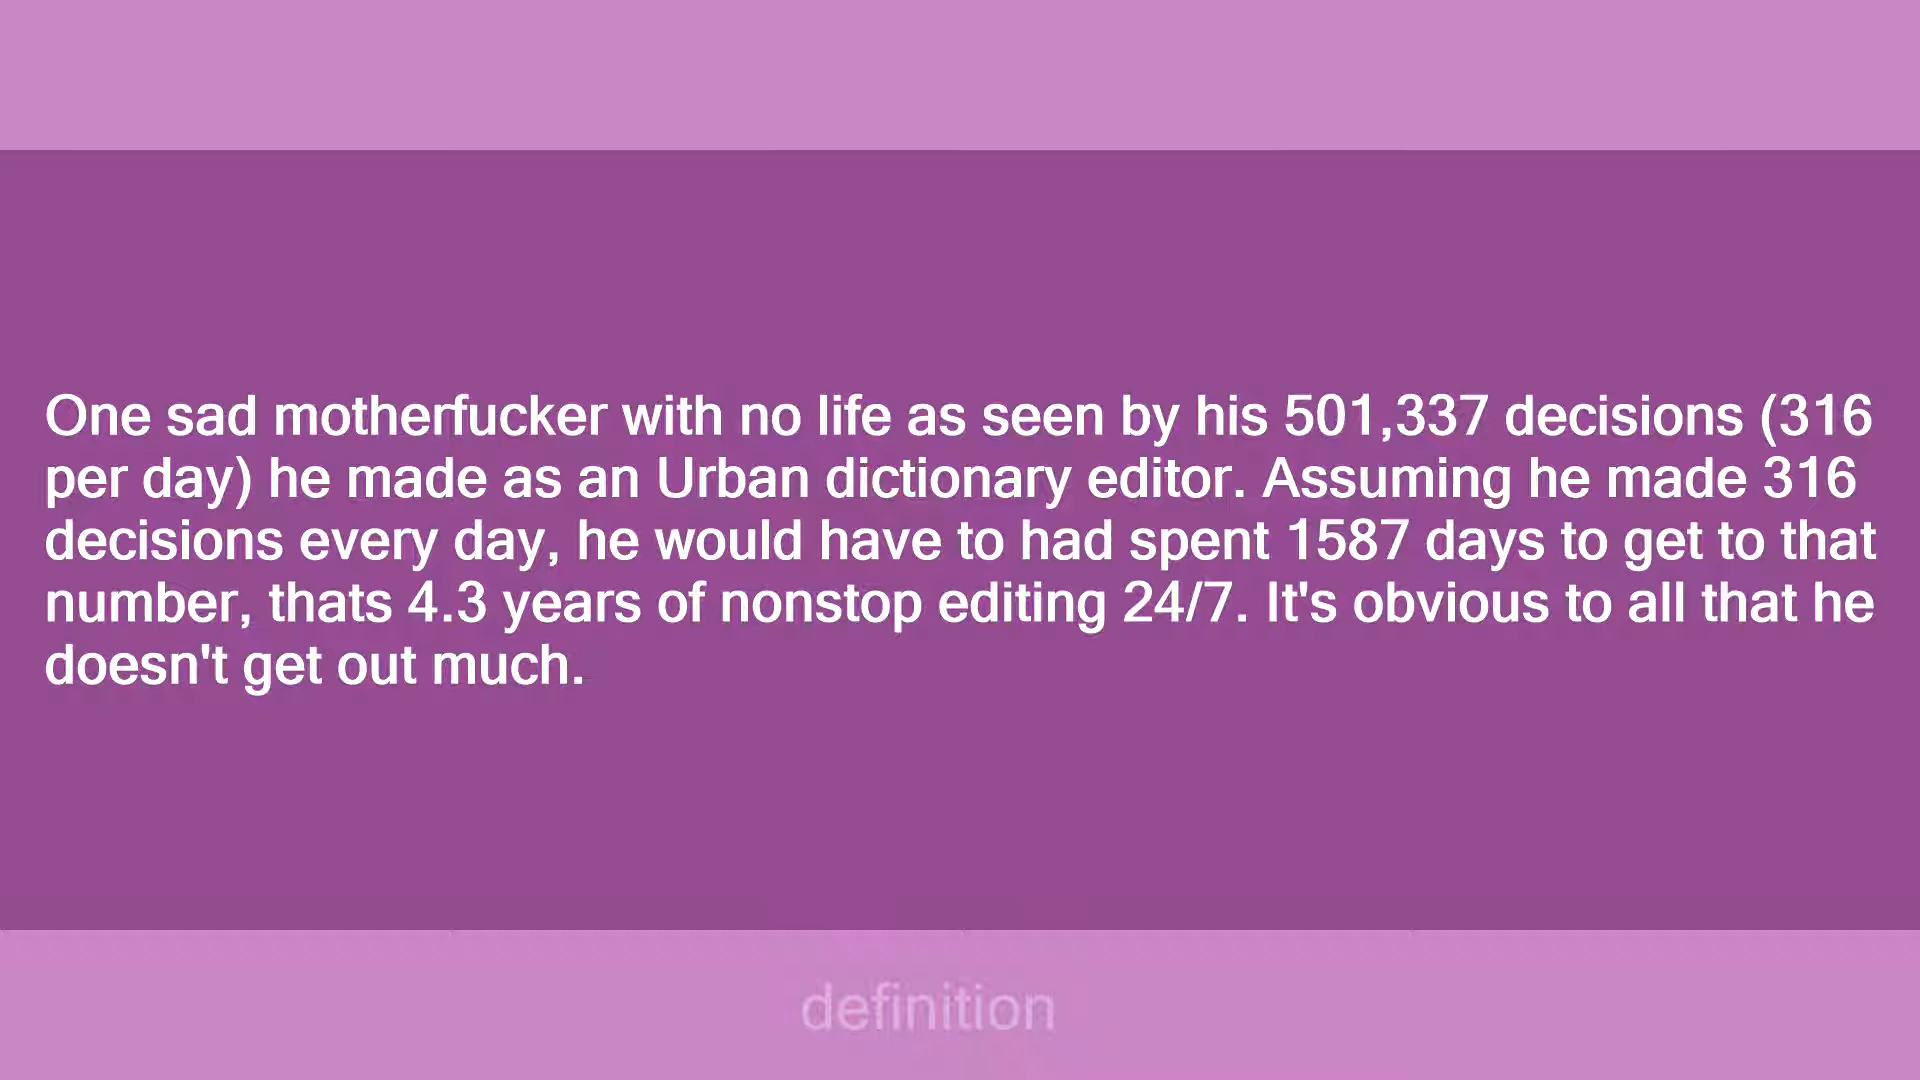 One sad motherfucker with no life as seen by his 501,337 decisions (316
per day) he made as an Urban dictionary editor. Assuming he made 316
decisions every day, he would have to had spent 1587 days to get to that
number, thats 4.3 years of nonstop editing 24/7. It's obvious to all that he
doesn't get out much.
definition